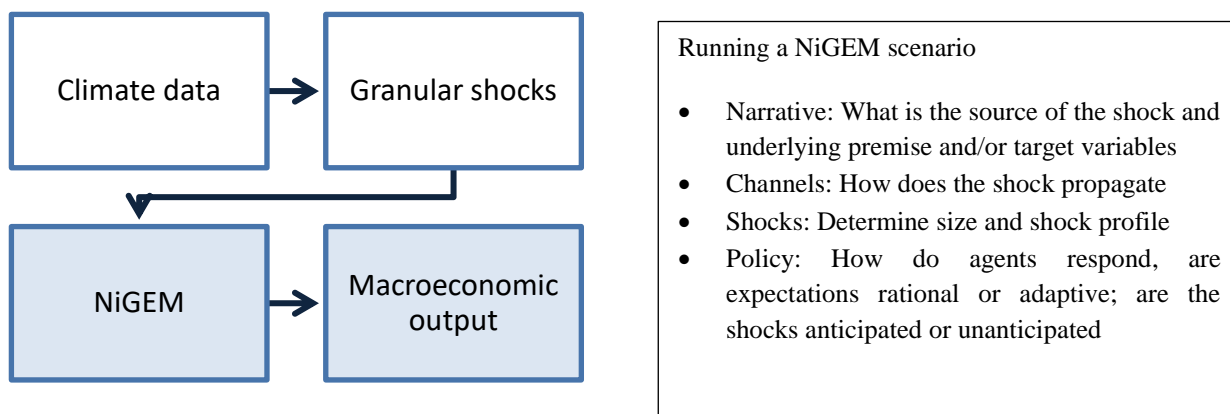 Climate data
Granular shocks
NiGEM
Macroeconomic
output
Running a NiGEM scenario
• Narrative: What is the source of the shock and
underlying premise and/or target variables
• Channels: How does the shock propagate
• Shocks: Determine size and shock profile
• Policy: How do agents respond, are
expectations rational or adaptive; are the
shocks anticipated or unanticipated